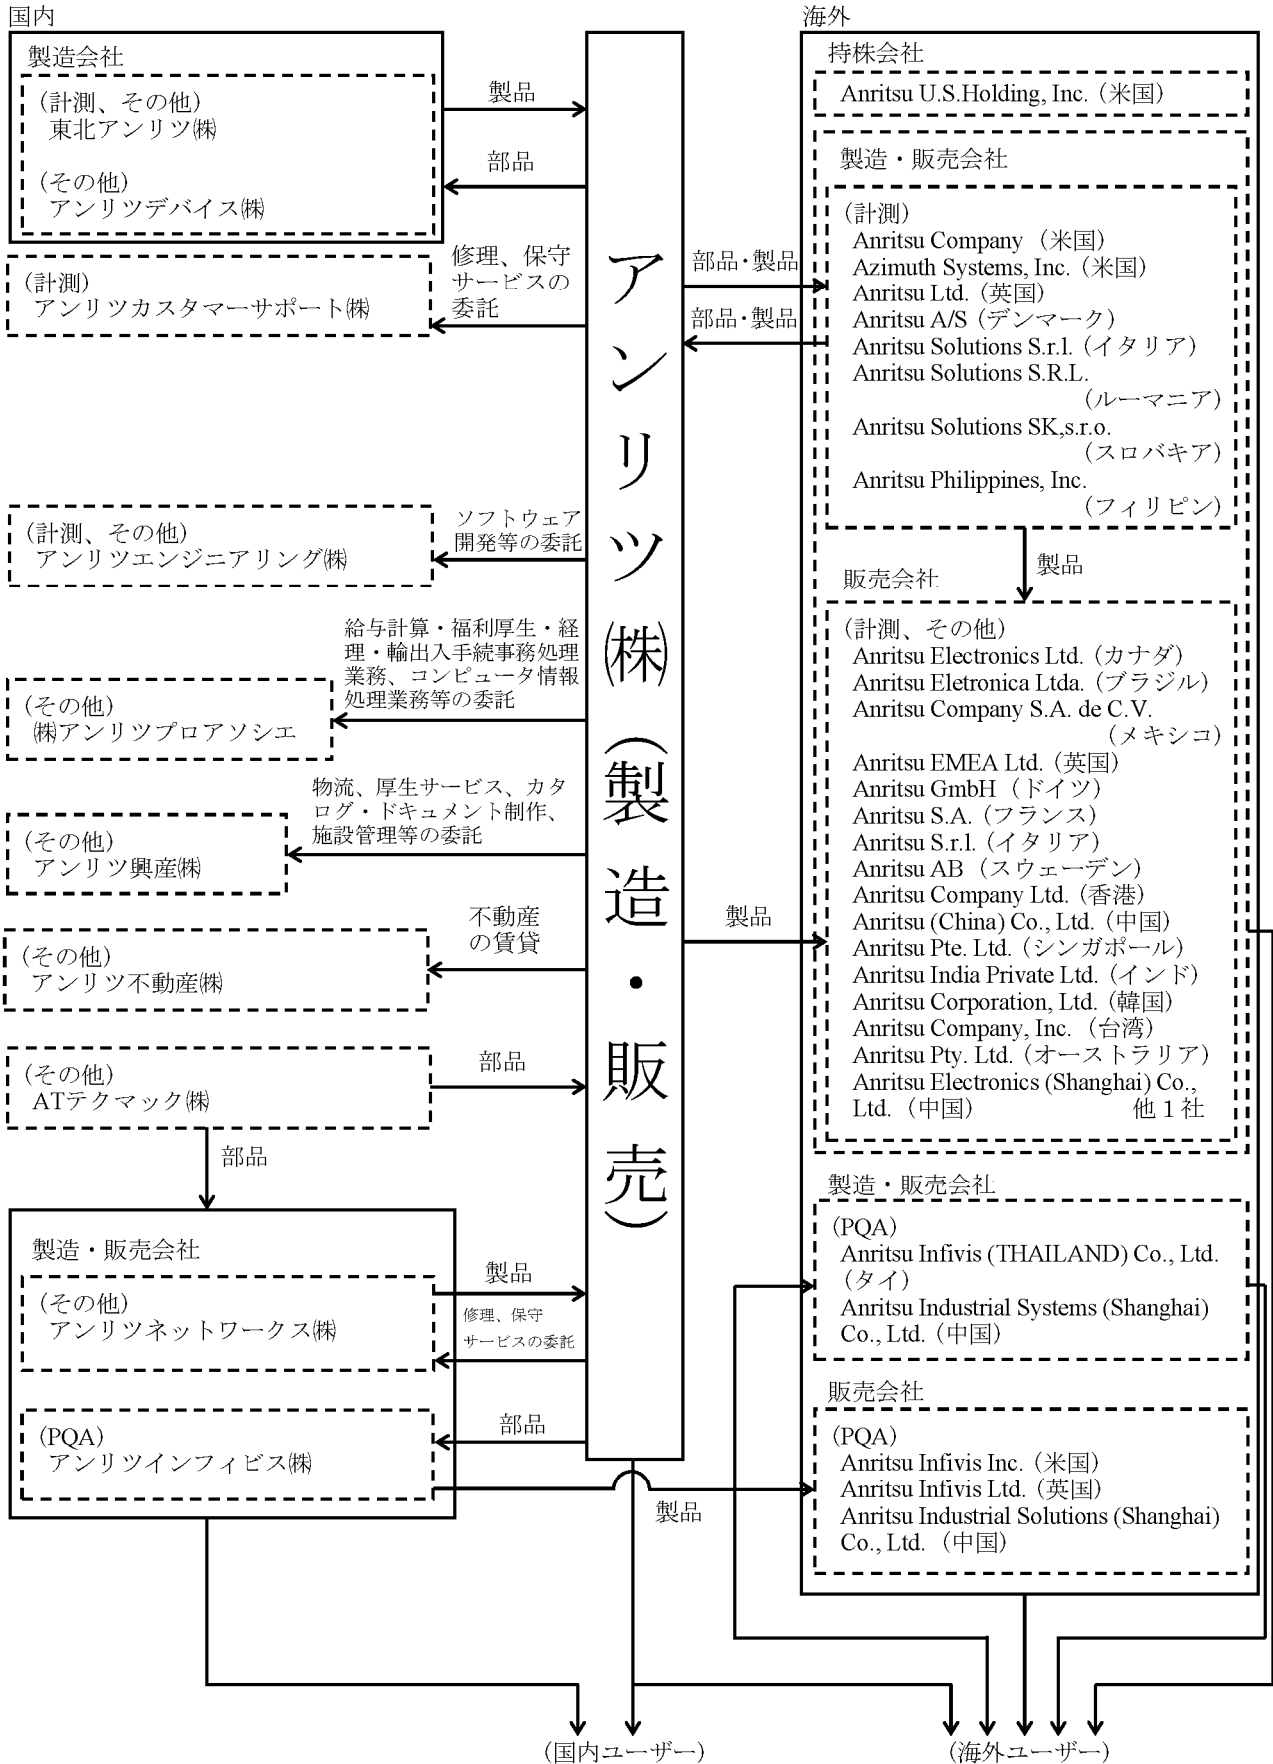 国内
製造会社
(計測、その他)
東北アンリツ㈱
(その他)
アンリツデバイス㈱
製品
部品
(計測)
アンリツカスタマーサポート㈱
修理、保守
サービスの
委託
(計測、その他)
アンリツエンジニアリング㈱
ソフトウェア
開発等の委託
(その他)
㈱アンリツプロアソシエ
給与計算・福利厚生・経
理・輸出入手続事務処理
業務、コンピュータ情報
処理業務等の委託
(その他)
アンリツ興産㈱
物流、厚生サービス、カタ
ログ・ドキュメント制作、
施設管理等の委託
(その他)
アンリツ不動産㈱
不動産
の賃貸
(その他)
ATテクマック㈱
部品
部品
製造・販売会社
(その他)
アンリツネットワークス㈱
製品
修理、保守
サービスの委託
(PQA)
アンリツインフィビス㈱
部品
製品
アンリツ㈱(製造・販売)
部品・製品
部品・製品
製品
海外
持株会社
Anritsu U.S.Holding, Inc. (米国)
製造・販売会社
(計測)
Anritsu Company (米国)
Azimuth Systems, Inc. (米国)
Anritsu Ltd. (英国)
Anritsu A/S (デンマーク)
Anritsu Solutions S.r.l. (イタリア)
Anritsu Solutions S.R.L.
(ルーマニア)
Anritsu Solutions SK,s.r.o.
(スロバキア)
Anritsu Philippines, Inc.
(フィリピン)
製品
販売会社
(計測、その他)
Anritsu Electronics Ltd. (カナダ)
Anritsu Eletronica Ltda. (ブラジル)
Anritsu Company S.A. de C.V.
(メキシコ)
Anritsu EMEA Ltd. (英国)
Anritsu GmbH (ドイツ)
Anritsu S.A. (フランス)
Anritsu S.r.l. (イタリア)
Anritsu AB (スウェーデン)
Anritsu Company Ltd. (香港)
Anritsu (China) Co., Ltd. (中国)
Anritsu Pte. Ltd. (シンガポール)
Anritsu India Private Ltd. (インド)
Anritsu Corporation, Ltd. (韓国)
Anritsu Company, Inc. (台湾)
Anritsu Pty. Ltd. (オーストラリア)
Anritsu Electronics (Shanghai) Co.,
Ltd. (中国) 他１社
製造・販売会社
(PQA)
Anritsu Infivis (THAILAND) Co., Ltd.
(タイ)
Anritsu Industrial Systems (Shanghai)
Co., Ltd. (中国)
販売会社
(PQA)
Anritsu Infivis Inc. (米国)
Anritsu Infivis Ltd. (英国)
Anritsu Industrial Solutions (Shanghai)
Co., Ltd. (中国)
(国内ユーザー)
(海外ユーザー)